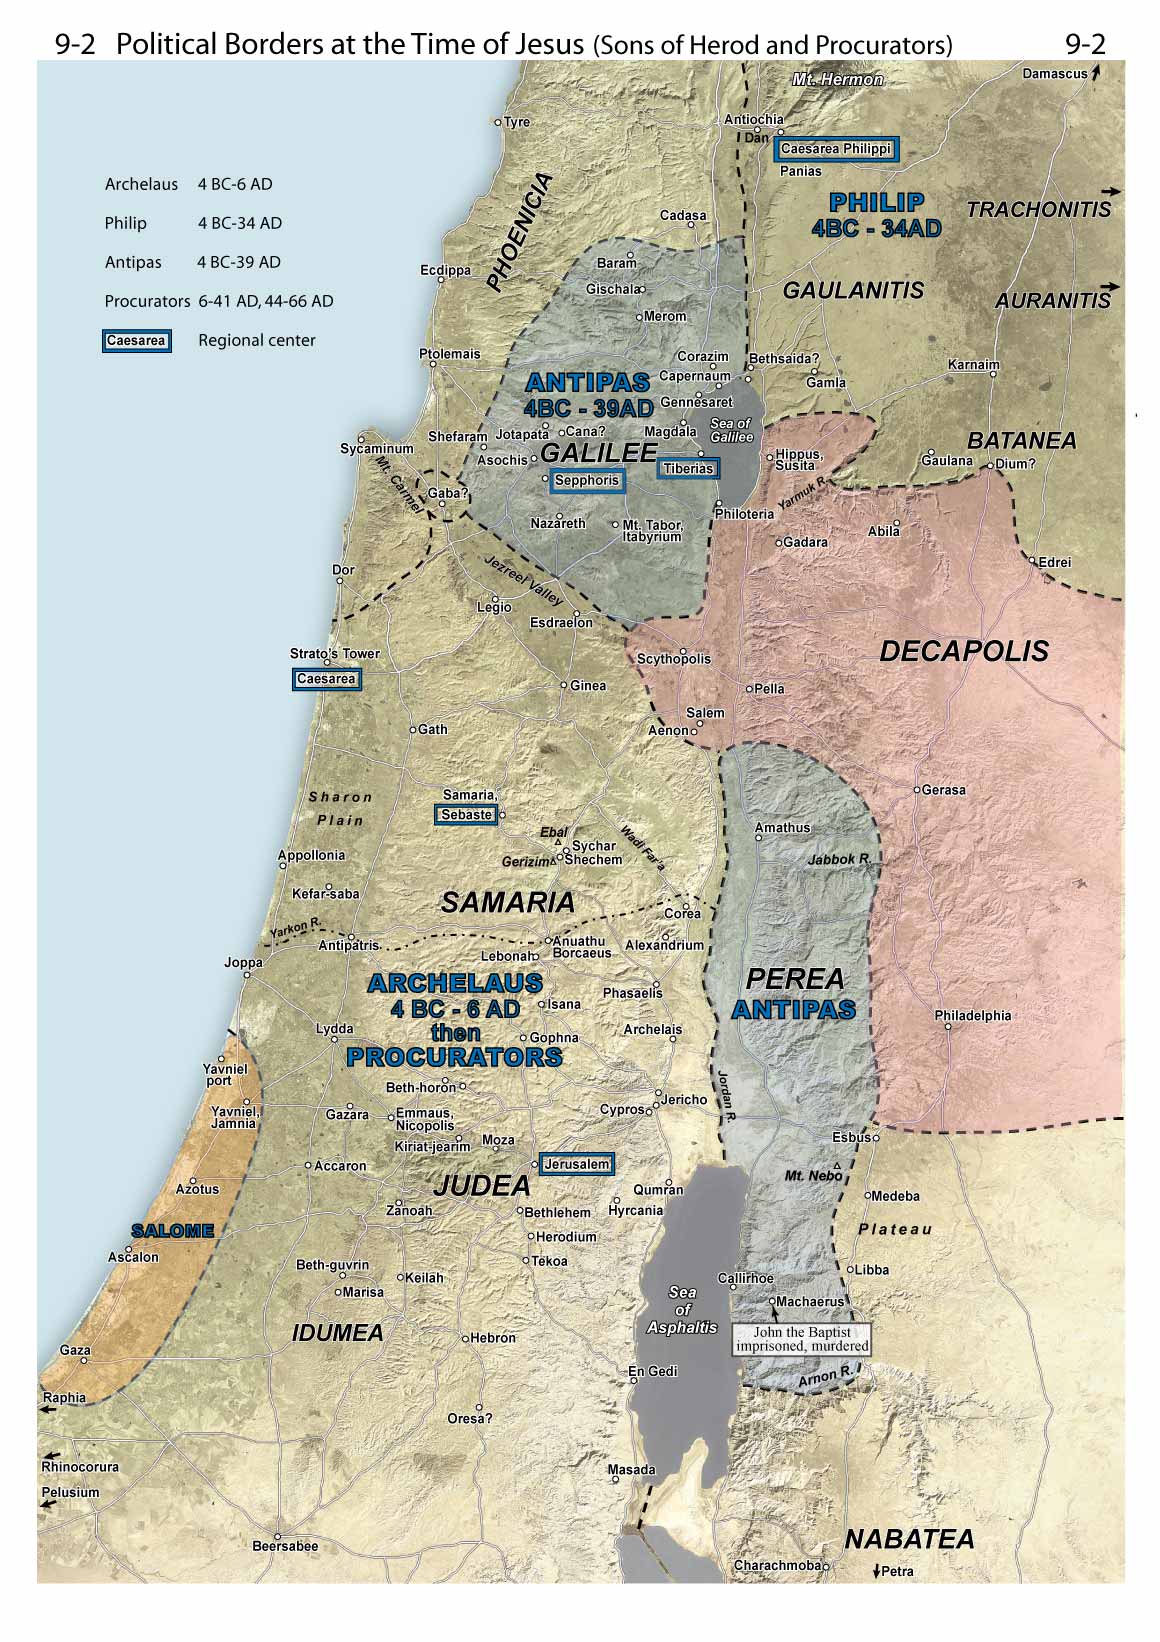 9-2 Political Borders at the Time of Jesus (Sons of Herod and Procurators) 9-2
Archelaus 4 BC-6 AD
Philip 4 BC-34 AD
Antipas 4 BC-39 AD
Procurators 6-41 AD, 44-66 AD
Caesarea Regional center
Mt. Hermon
Damascus
Tyre
Antiochia
Dan
Caesarea Philippi
Panias
PHOENICIA
PHILIP
4BC - 34AD
TRACHONITIS
Cadasa
Baram
Ecdippa
Gischala
GAULANITIS
AURANITIS
Merom
Ptolemais
Corazim
Bethsaida?
Capernaum
Karnaim
ANTIPAS
4BC - 39AD
Gamla
Gennesaret
Sea of
Galilee
Shefaram
Jotapata
Cana?
Magdala
Sycaminum
BATANEA
GALILEE
Asochis
Hippus,
Susita
Gaulana
Dium?
Tiberias
Mt. Carmel
Sepphoris
Gaba?
Yarmuk R.
Philoteria
Nazareth
Mt. Tabor,
Itabyrium
Abila
Gadara
Dor
Jezreel Valley
Edrei
Legio
Esdraelon
Strato's Tower
Caesarea
Scythopolis
DECAPOLIS
Ginea
Pella
Salem
Aenon
Gath
Sharon
Plain
Samaria,
Sebaste
Gerasa
Ebal
Sychar
Gerizim
Shechem
Wadi Far'a
Amathus
Jabbok R.
Appollonia
Kefar-saba
SAMARIA
Corea
Yarkon R.
Antipatris
Anuathu
Borcaeus
Alexandrium
Lebonah
Joppa
ARCHELAUS
4 BC - 6 AD
then
PROCURATORS
Phasaelis
Isana
PEREA
ANTIPAS
Lydda
Gophna
Archelais
Philadelphia
Yavniel
port
Beth-horon
Jordan R.
Jericho
Cypros
Yavniel,
Jamnia
Gazara
Emmaus,
Nicopolis
Kiriat-jearim
Moza
Esbus
Accaron
Jerusalem
Mt. Nebo
Azotus
JUDEA
Qumran
Medeba
Zanoah
Bethlehem
Hyrcania
SALOME
Plateau
Herodium
Ascalon
Tekoa
Beth-guvrin
Keilah
Libba
Callirhoe
Marisa
Sea
of
Asphaltis
Machaerus
IDUMEA
Hebron
John the Baptist
imprisoned, murdered
Gaza
En Gedi
Arnon R.
Raphia
Oresa?
Rhinocorura
Masada
Pelusium
NABATEA
Beersabee
Charachmoba
Petra